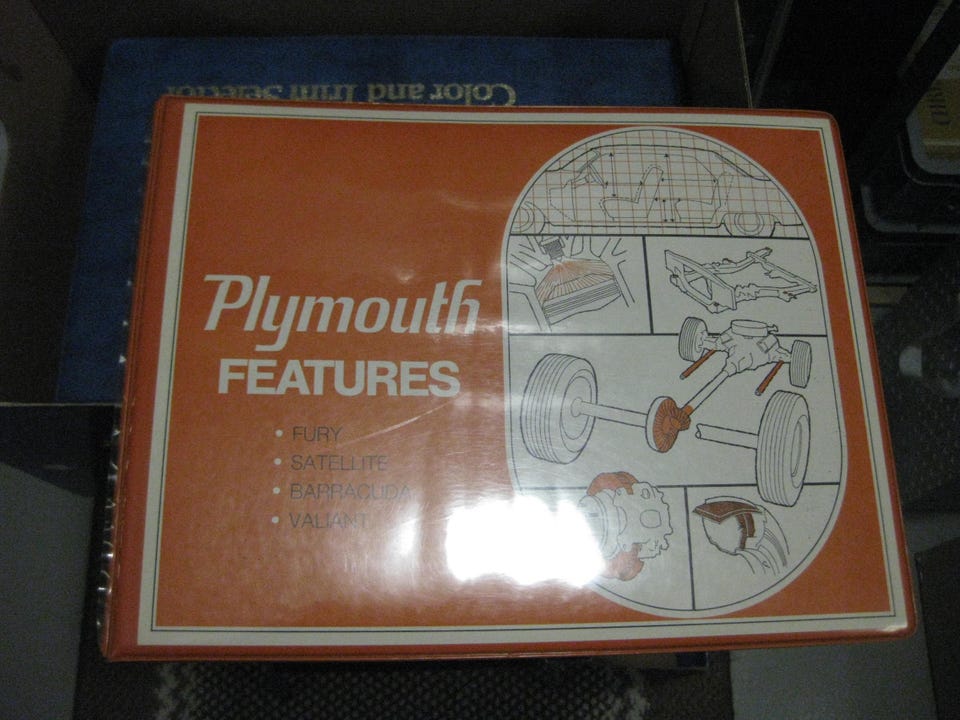 Color and Trim Selector
Plymouth
FEATURES
• FURY
• SATELLITE
• BARRACUDA
• VALIANT